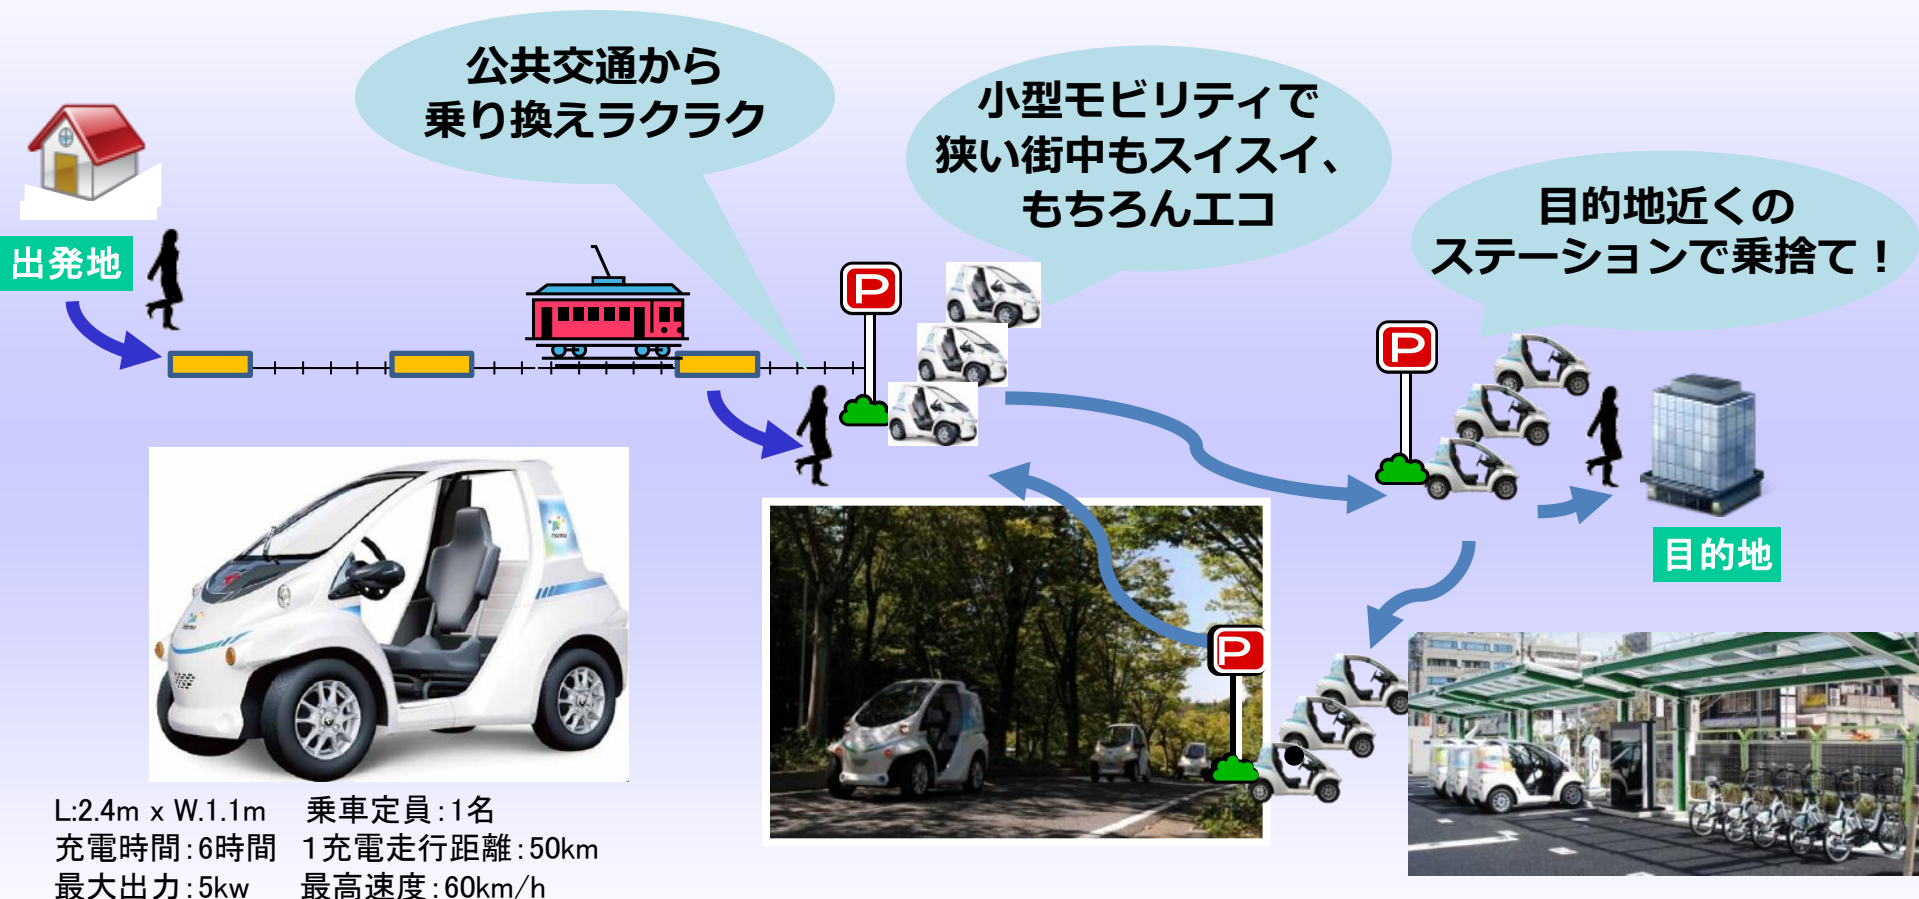 公共交通から
乗り換えラクラク
小型モビリティで
狭い街中もスイスイ、
もちろんエコ
目的地近くの
ステーションで乗捨て！
出発地
P
P
目的地
P
L:2.4m x W.1.1m　乗車定員：1名
充電時間：6時間　1充電走行距離：50km
最大出力：5kw　最高速度：60km/h